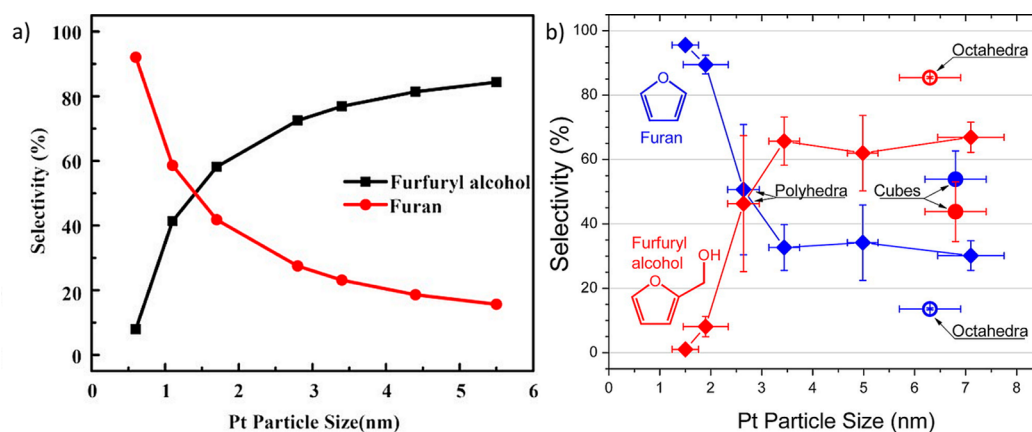 a)
100
80
60
40
20
0
Selectivity (%)
Furfuryl alcohol
Furan
0 1 2 3 4 5 6
Pt Particle Size(nm)
b)
100
80
60
40
20
0
Selectivity (%)
O
Furan
Octahedra
Polyhedra
Cubes
Furfuryl
alcohol
OH
O
Octahedra
0 1 2 3 4 5 6 7 8
Pt Particle Size (nm)